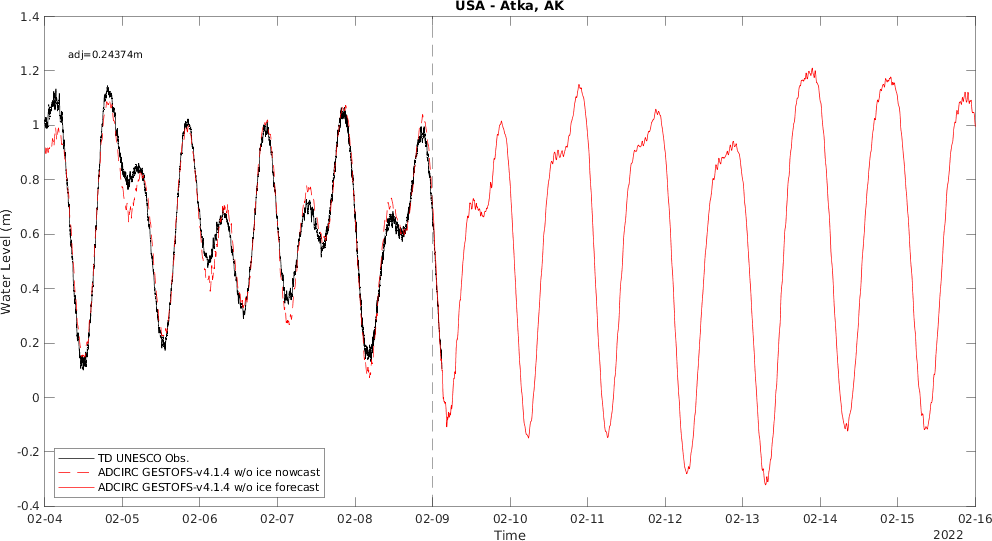 USA - Atka, AK
1.4
1.2
1
0.8
0.6
0.4
0.2
0
-0.2
-0.4
Water Level (m)
adj=0.24374m
TD UNESCO Obs.
ADCIRC GESTOFS-v4.1.4 w/o ice nowcast
ADCIRC GESTOFS-v4.1.4 w/o ice forecast
02-04 02-05 02-06 02-07 02-08 02-09 02-10 02-11 02-12 02-13 02-14 02-15 02-16
Time
2022